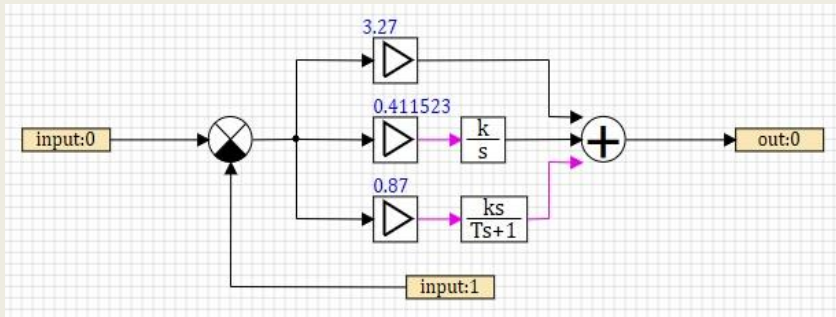 3.27
0.411523
input:0
k
s
out:0
0.87
ks
Ts+1
input:1